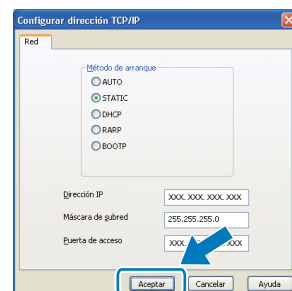 Configurar dirección TCP/IP
Red
Método de arranque
AUTO
STATIC
DHCP
RARP
BOOTP
Dirección IP XXX. XXX. XXX. XXX
Máscara de subred 255.255.255.0
Puerta de acceso XXX. XXX. XXX. XXX
Aceptar Cancelar Ayuda